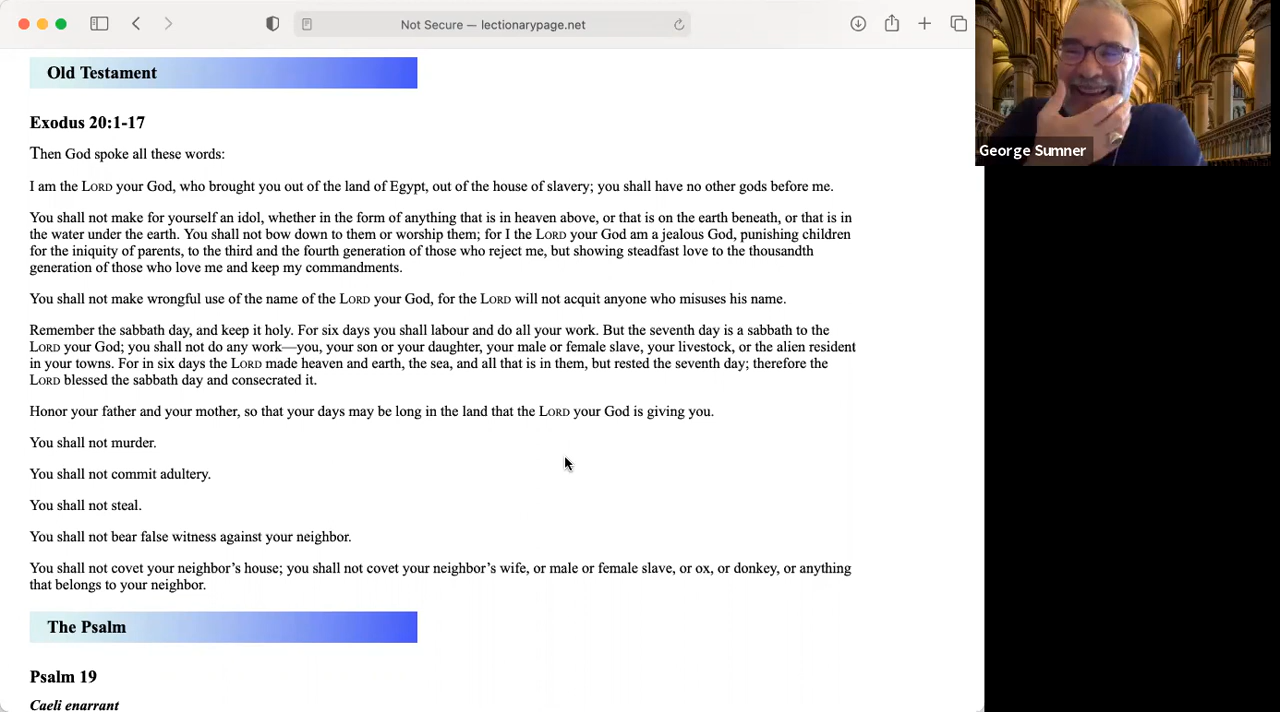 Not Secure — lectionarypage.net
George Sumner
Old Testament
Exodus 20:1-17
Then God spoke all these words:
I am the LORD your God, who brought you out of the land of Egypt, out of the house of slavery; you shall have no other gods before me.
You shall not make for yourself an idol, whether in the form of anything that is in heaven above, or that is on the earth beneath, or that is in
the water under the earth. You shall not bow down to them or worship them; for I the LORD your God am a jealous God, punishing children
for the iniquity of parents, to the third and the fourth generation of those who reject me, but showing steadfast love to the thousandth
generation of those who love me and keep my commandments.
You shall not make wrongful use of the name of the LORD your God, for the LORD will not acquit anyone who misuses his name.
Remember the sabbath day, and keep it holy. For six days you shall labour and do all your work. But the seventh day is a sabbath to the
LORD your God; you shall not do any work—you, your son or your daughter, your male or female slave, your livestock, or the alien resident
in your towns. For in six days the LORD made heaven and earth, the sea, and all that is in them, but rested the seventh day; therefore the
LORD blessed the sabbath day and consecrated it.
Honor your father and your mother, so that your days may be long in the land that the LORD your God is giving you.
You shall not murder.
You shall not commit adultery.
You shall not steal.
You shall not bear false witness against your neighbor.
You shall not covet your neighbor’s house; you shall not covet your neighbor’s wife, or male or female slave, or ox, or donkey, or anything
that belongs to your neighbor.
The Psalm
Psalm 19
Caeli enarrant